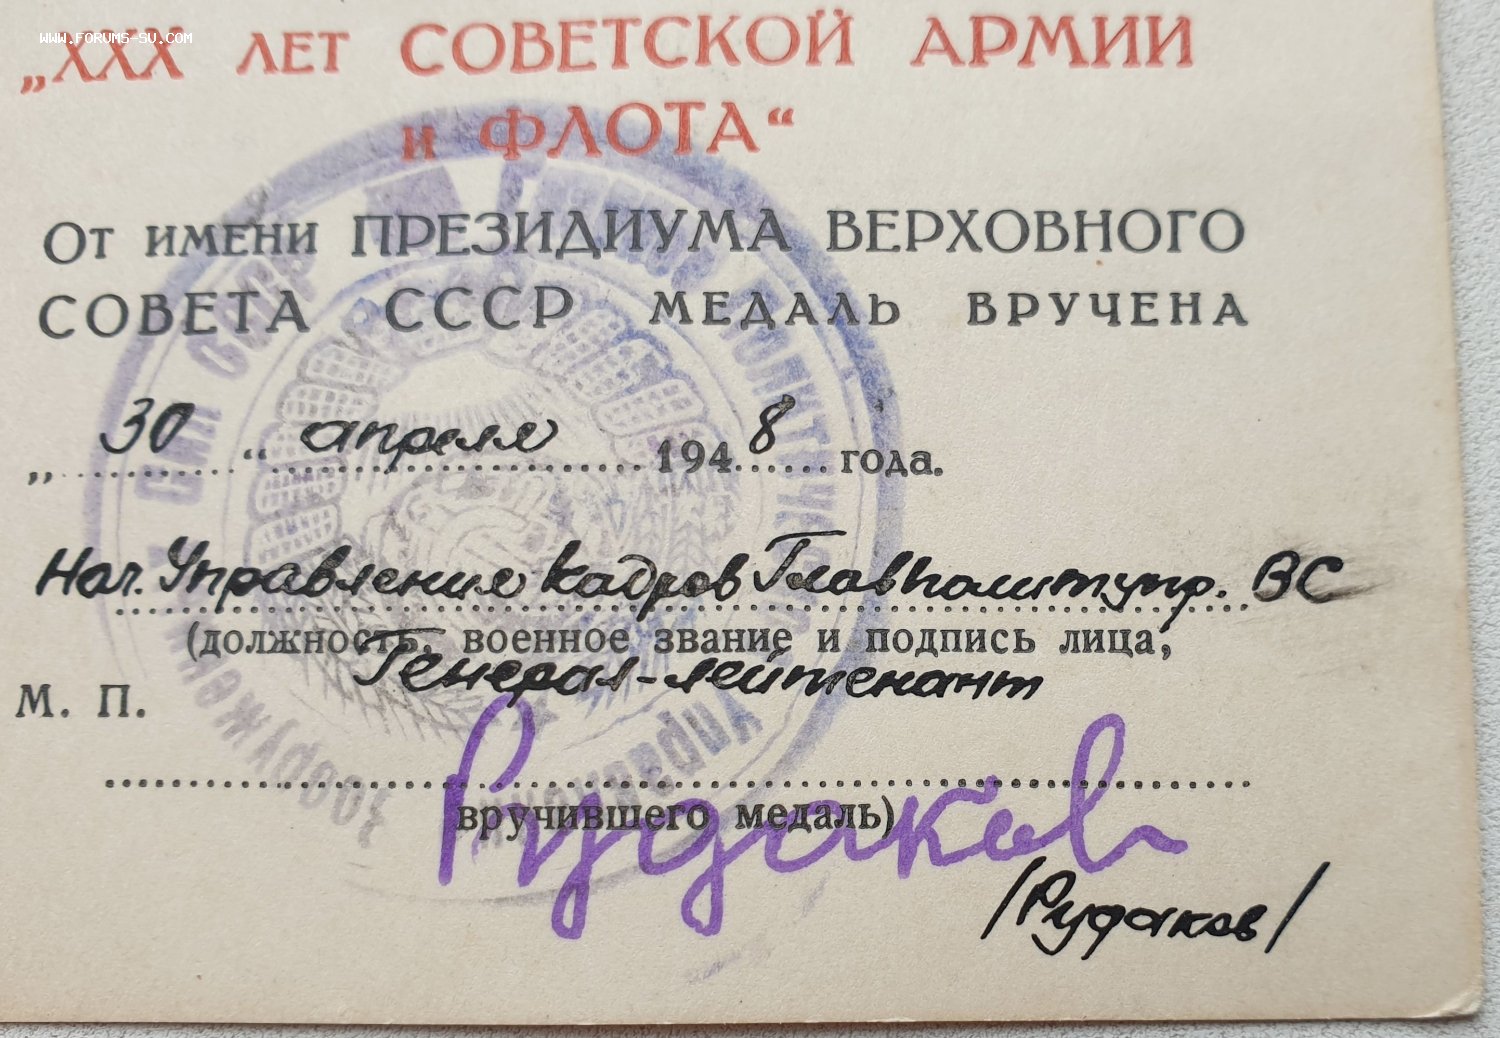 WWW.FORUMS-SU.COM
„XXX ЛЕТ СОВЕТСКОЙ АРМИИ
И ФЛОТА“
ОТ ИМЕНИ ПРЕЗИДИУМА ВЕРХОВНОГО
СОВЕТА СССР МЕДАЛЬ ВРУЧЕНА
„30“ апреля 1948 года.
Нач. Управления кадров Главполитупр. ВС
(должность, военное звание и подпись лица,
Генерал-лейтенант
М. П.
Рудаков
вручившего медаль)
/Рудаков/